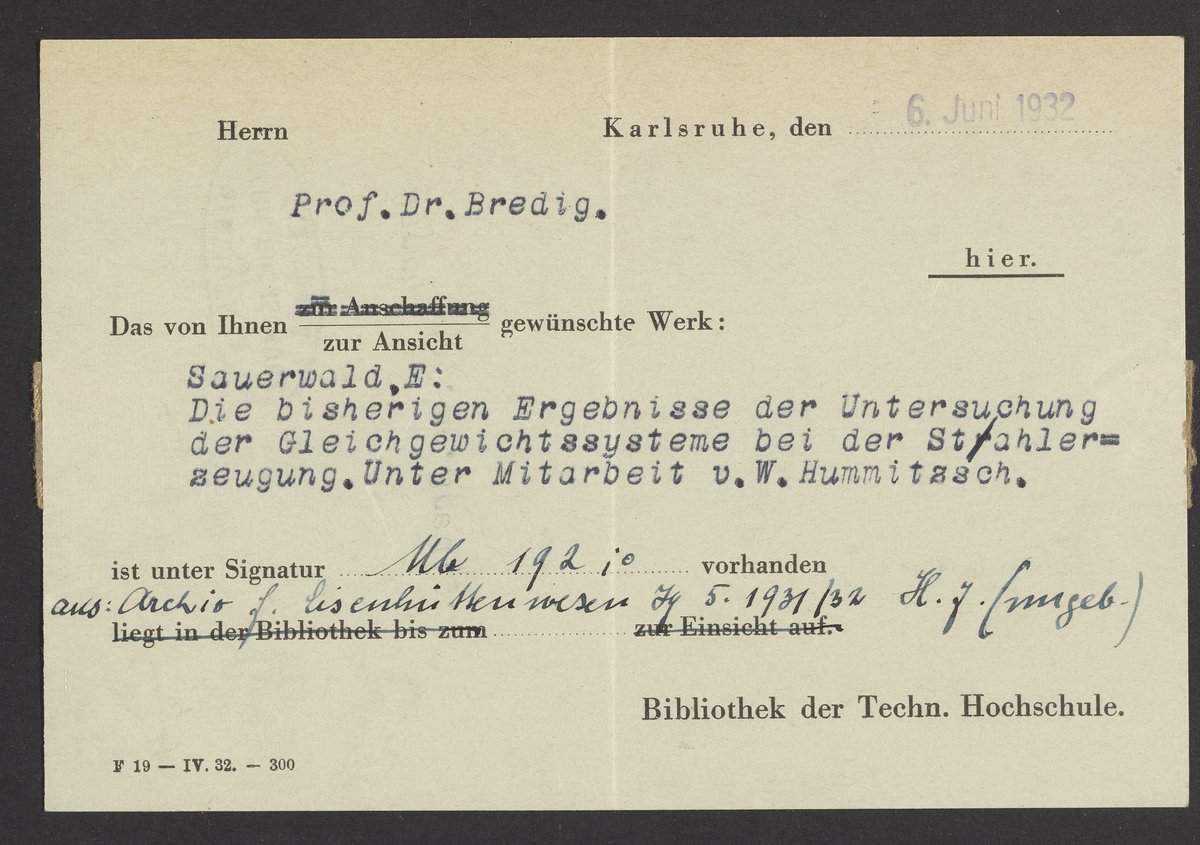 Herrn
Karlsruhe, den 6. Juni 1932
Prof.Dr.Bredig.
hier.
zur Anschaffung
Das von Ihnen gewünschte Werk:
zur Ansicht
Sauerwald,E:
Die bisherigen Ergebnisse der Untersuchung
der Gleichgewichtssysteme bei der Strahler=
zeugung.Unter Mitarbeit v.W.Hummitzsch.
ist unter Signatur 192 vorhanden
aus: Archiv f. Eisenhüttenwesen Jg 5. 1931/32 (ungeb.)
liegt in der Bibliothek bis zum zur Einsicht auf.
Bibliothek der Techn. Hochschule.
F 19 — IV. 32. — 300